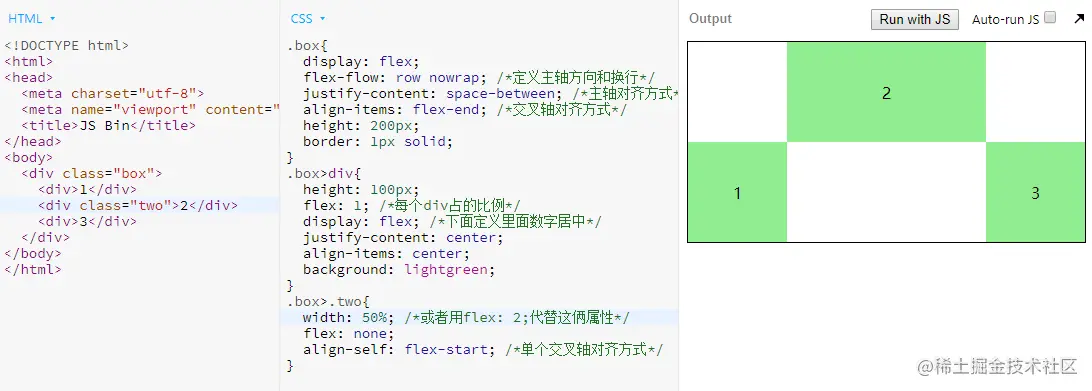 HTML
<!DOCTYPE html>
<html>
<head>
<meta charset="utf-8">
<meta name="viewport" content="
<title>JS Bin</title>
</head>
<body>
<div class="box">
<div>1</div>
<div class="two">2</div>
<div>3</div>
</div>
</body>
</html>
CSS
.box{
display: flex;
flex-flow: row nowrap; /*定义主轴方向和换行*/
justify-content: space-between; /*主轴对齐方式*
align-items: flex-end; /*交叉轴对齐方式*/
height: 200px;
border: 1px solid;
}
.box>div{
height: 100px;
flex: 1; /*每个div占的比例*/
display: flex; /*下面定义里面数字居中*/
justify-content: center;
align-items: center;
background: lightgreen;
}
.box>.two{
width: 50%; /*或者用flex: 2;代替这俩属性*/
flex: none;
align-self: flex-start; /*单个交叉轴对齐方式*/
}
Output
Run with JS
Auto-run JS
2
1
3
@稀土掘金技术社区